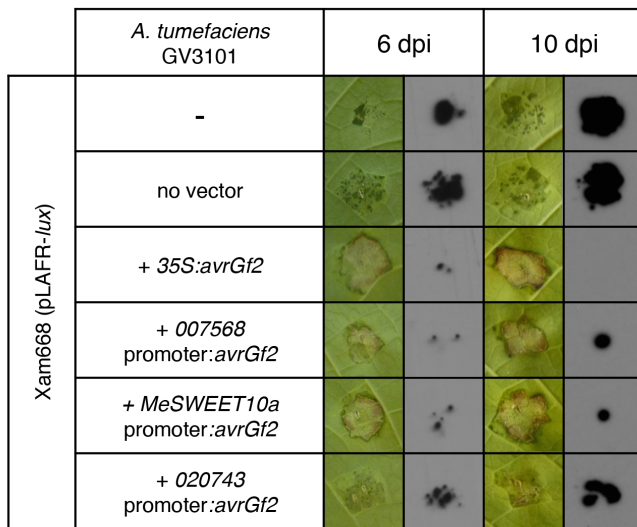 A. tumefaciens
GV3101
6 dpi
10 dpi
Xam668 (pLAFR-lux)
-
no vector
+ 35S:avrGf2
+ 007568
promoter:avrGf2
+ MeSWEET10a
promoter:avrGf2
+ 020743
promoter:avrGf2